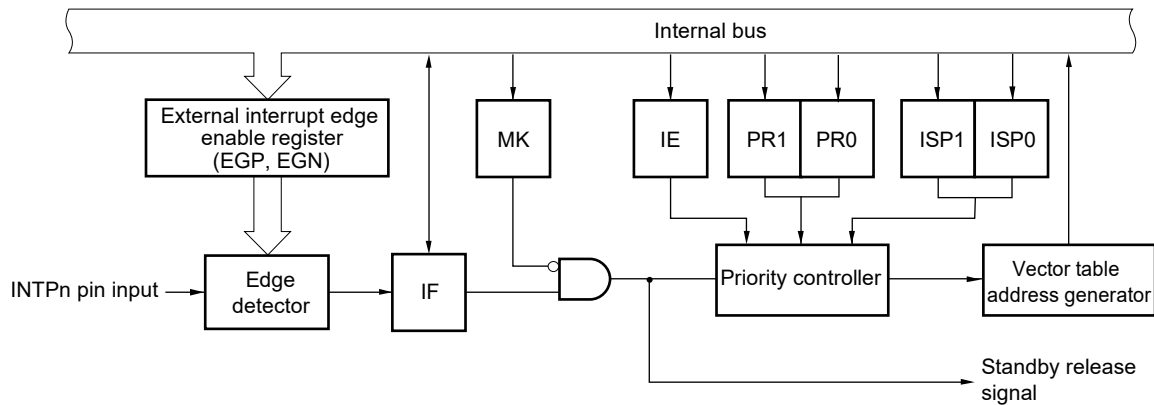 Internal bus
External interrupt edge
enable register
(EGP, EGN)
MK
IE
PR1
PR0
ISP1
ISP0
INTPn pin input
Edge
detector
IF
Priority controller
Vector table
address generator
Standby release
signal